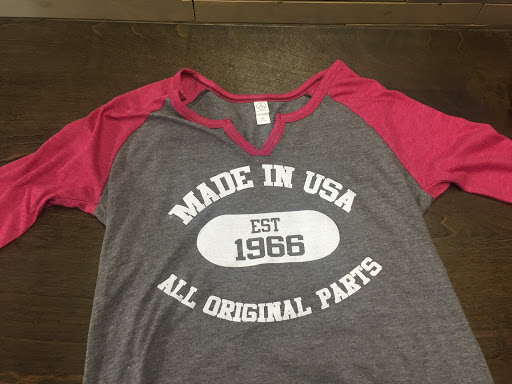 MADE IN USA
EST
1966
ALL ORIGINAL PARTS